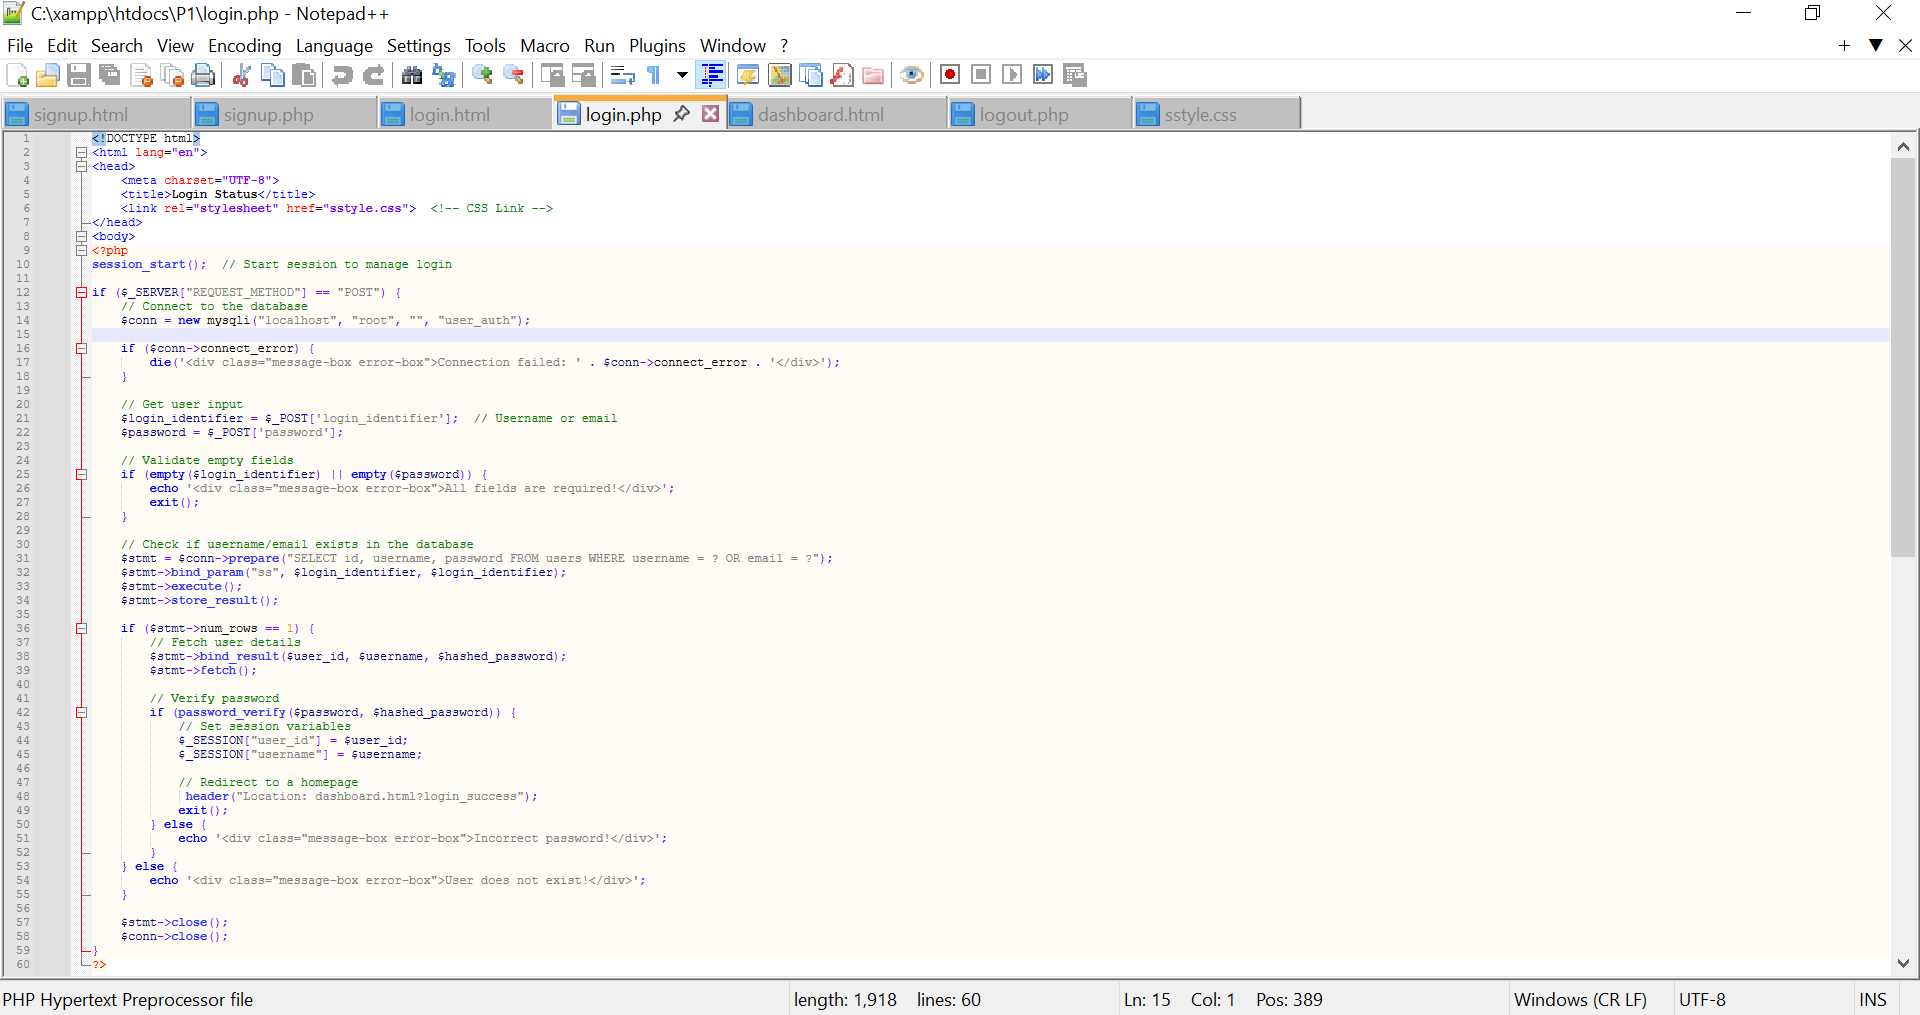 C:\xampp\htdocs\P1\login.php - Notepad++
File Edit Search View Encoding Language Settings Tools Macro Run Plugins Window ?
signup.html signup.php login.html login.php dashboard.html logout.php sstyle.css
1 <!DOCTYPE html>
2 <html lang="en">
3 <head>
4     <meta charset="UTF-8">
5     <title>Login Status</title>
6     <link rel="stylesheet" href="sstyle.css">  <!-- CSS Link -->
7 </head>
8 <body>
9 <?php
10 session_start();  // Start session to manage login
11
12 if ($_SERVER["REQUEST_METHOD"] == "POST") {
13     // Connect to the database
14     $conn = new mysqli("localhost", "root", "", "user_auth");
15
16     if ($conn->connect_error) {
17         die('<div class="message-box error-box">Connection failed: ' . $conn->connect_error . '</div>');
18     }
19
20     // Get user input
21     $login_identifier = $_POST['login_identifier'];  // Username or email
22     $password = $_POST['password'];
23
24     // Validate empty fields
25     if (empty($login_identifier) || empty($password)) {
26         echo '<div class="message-box error-box">All fields are required!</div>';
27         exit();
28     }
29
30     // Check if username/email exists in the database
31     $stmt = $conn->prepare("SELECT id, username, password FROM users WHERE username = ? OR email = ?");
32     $stmt->bind_param("ss", $login_identifier, $login_identifier);
33     $stmt->execute();
34     $stmt->store_result();
35
36     if ($stmt->num_rows == 1) {
37         // Fetch user details
38         $stmt->bind_result($user_id, $username, $hashed_password);
39         $stmt->fetch();
40
41         // Verify password
42         if (password_verify($password, $hashed_password)) {
43             // Set session variables
44             $_SESSION["user_id"] = $user_id;
45             $_SESSION["username"] = $username;
46
47             // Redirect to a homepage
48              header("Location: dashboard.html?login_success");
49             exit();
50         } else {
51             echo '<div class="message-box error-box">Incorrect password!</div>';
52         }
53     } else {
54         echo '<div class="message-box error-box">User does not exist!</div>';
55     }
56
57     $stmt->close();
58     $conn->close();
59 }
60 ?>
PHP Hypertext Preprocessor file length: 1,918 lines: 60 Ln: 15 Col: 1 Pos: 389 Windows (CR LF) UTF-8 INS